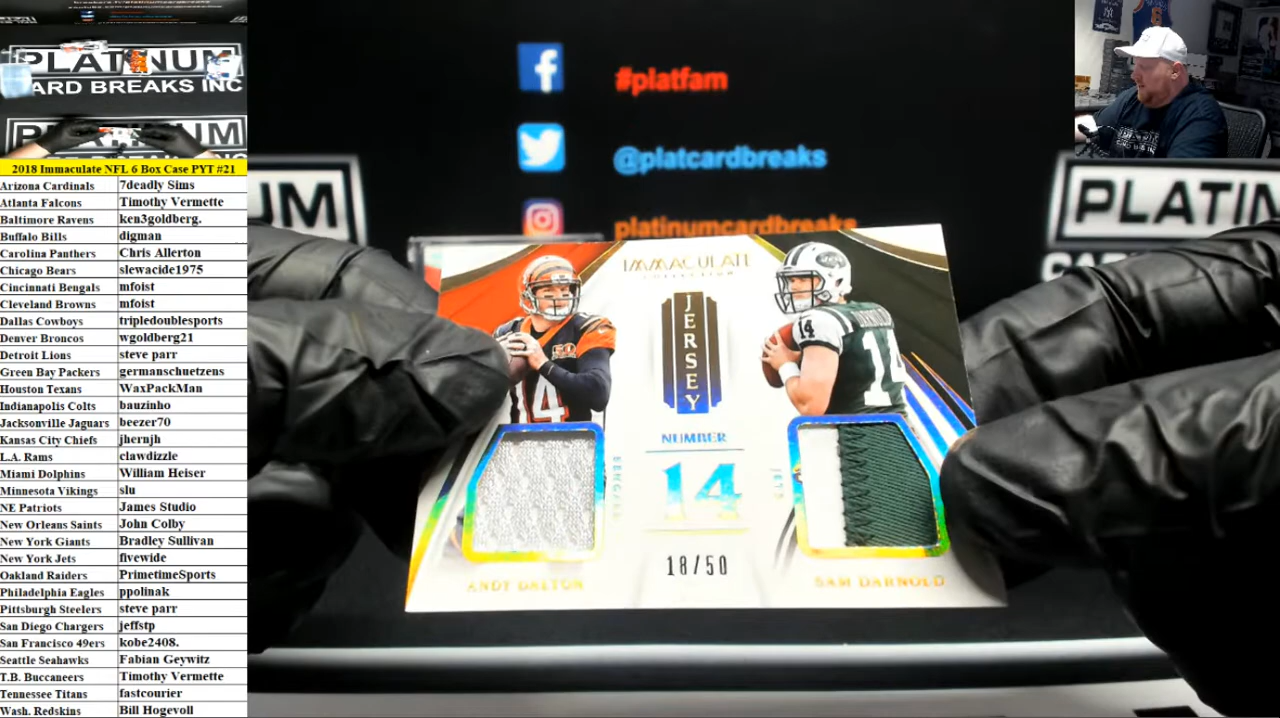 PLATINUM
CARD BREAKS INC
2018 Immaculate NFL 6 Box Case PYT #21
Arizona Cardinals 7deadly Sims
Atlanta Falcons Timothy Vermette
Baltimore Ravens ken3goldberg.
Buffalo Bills digman
Carolina Panthers Chris Allerton
Chicago Bears slewacide1975
Cincinnati Bengals mfoist
Cleveland Browns mfoist
Dallas Cowboys tripledoublesports
Denver Broncos wgoldberg21
Detroit Lions steve parr
Green Bay Packers germanschuetzens
Houston Texans WaxPackMan
Indianapolis Colts bauzinho
Jacksonville Jaguars beezer70
Kansas City Chiefs jhernjh
L.A. Rams clawdizzle
Miami Dolphins William Heiser
Minnesota Vikings slu
NE Patriots James Studio
New Orleans Saints John Colby
New York Giants Bradley Sullivan
New York Jets fivewide
Oakland Raiders PrimetimeSports
Philadelphia Eagles ppolinak
Pittsburgh Steelers steve parr
San Diego Chargers jeffstp
San Francisco 49ers kobe2408.
Seattle Seahawks Fabian Geywitz
T.B. Buccaneers Timothy Vermette
Tennessee Titans fastcourier
Wash. Redskins Bill Hogevoll
#platfam
@platcardbreaks
platinumcardbreaks
IMMACULATE
COLLECTION
JERSEY
NUMBER
14
18/50
ANDY DALTON
SAM DARNOLD
14
14
JETS
PLATIN